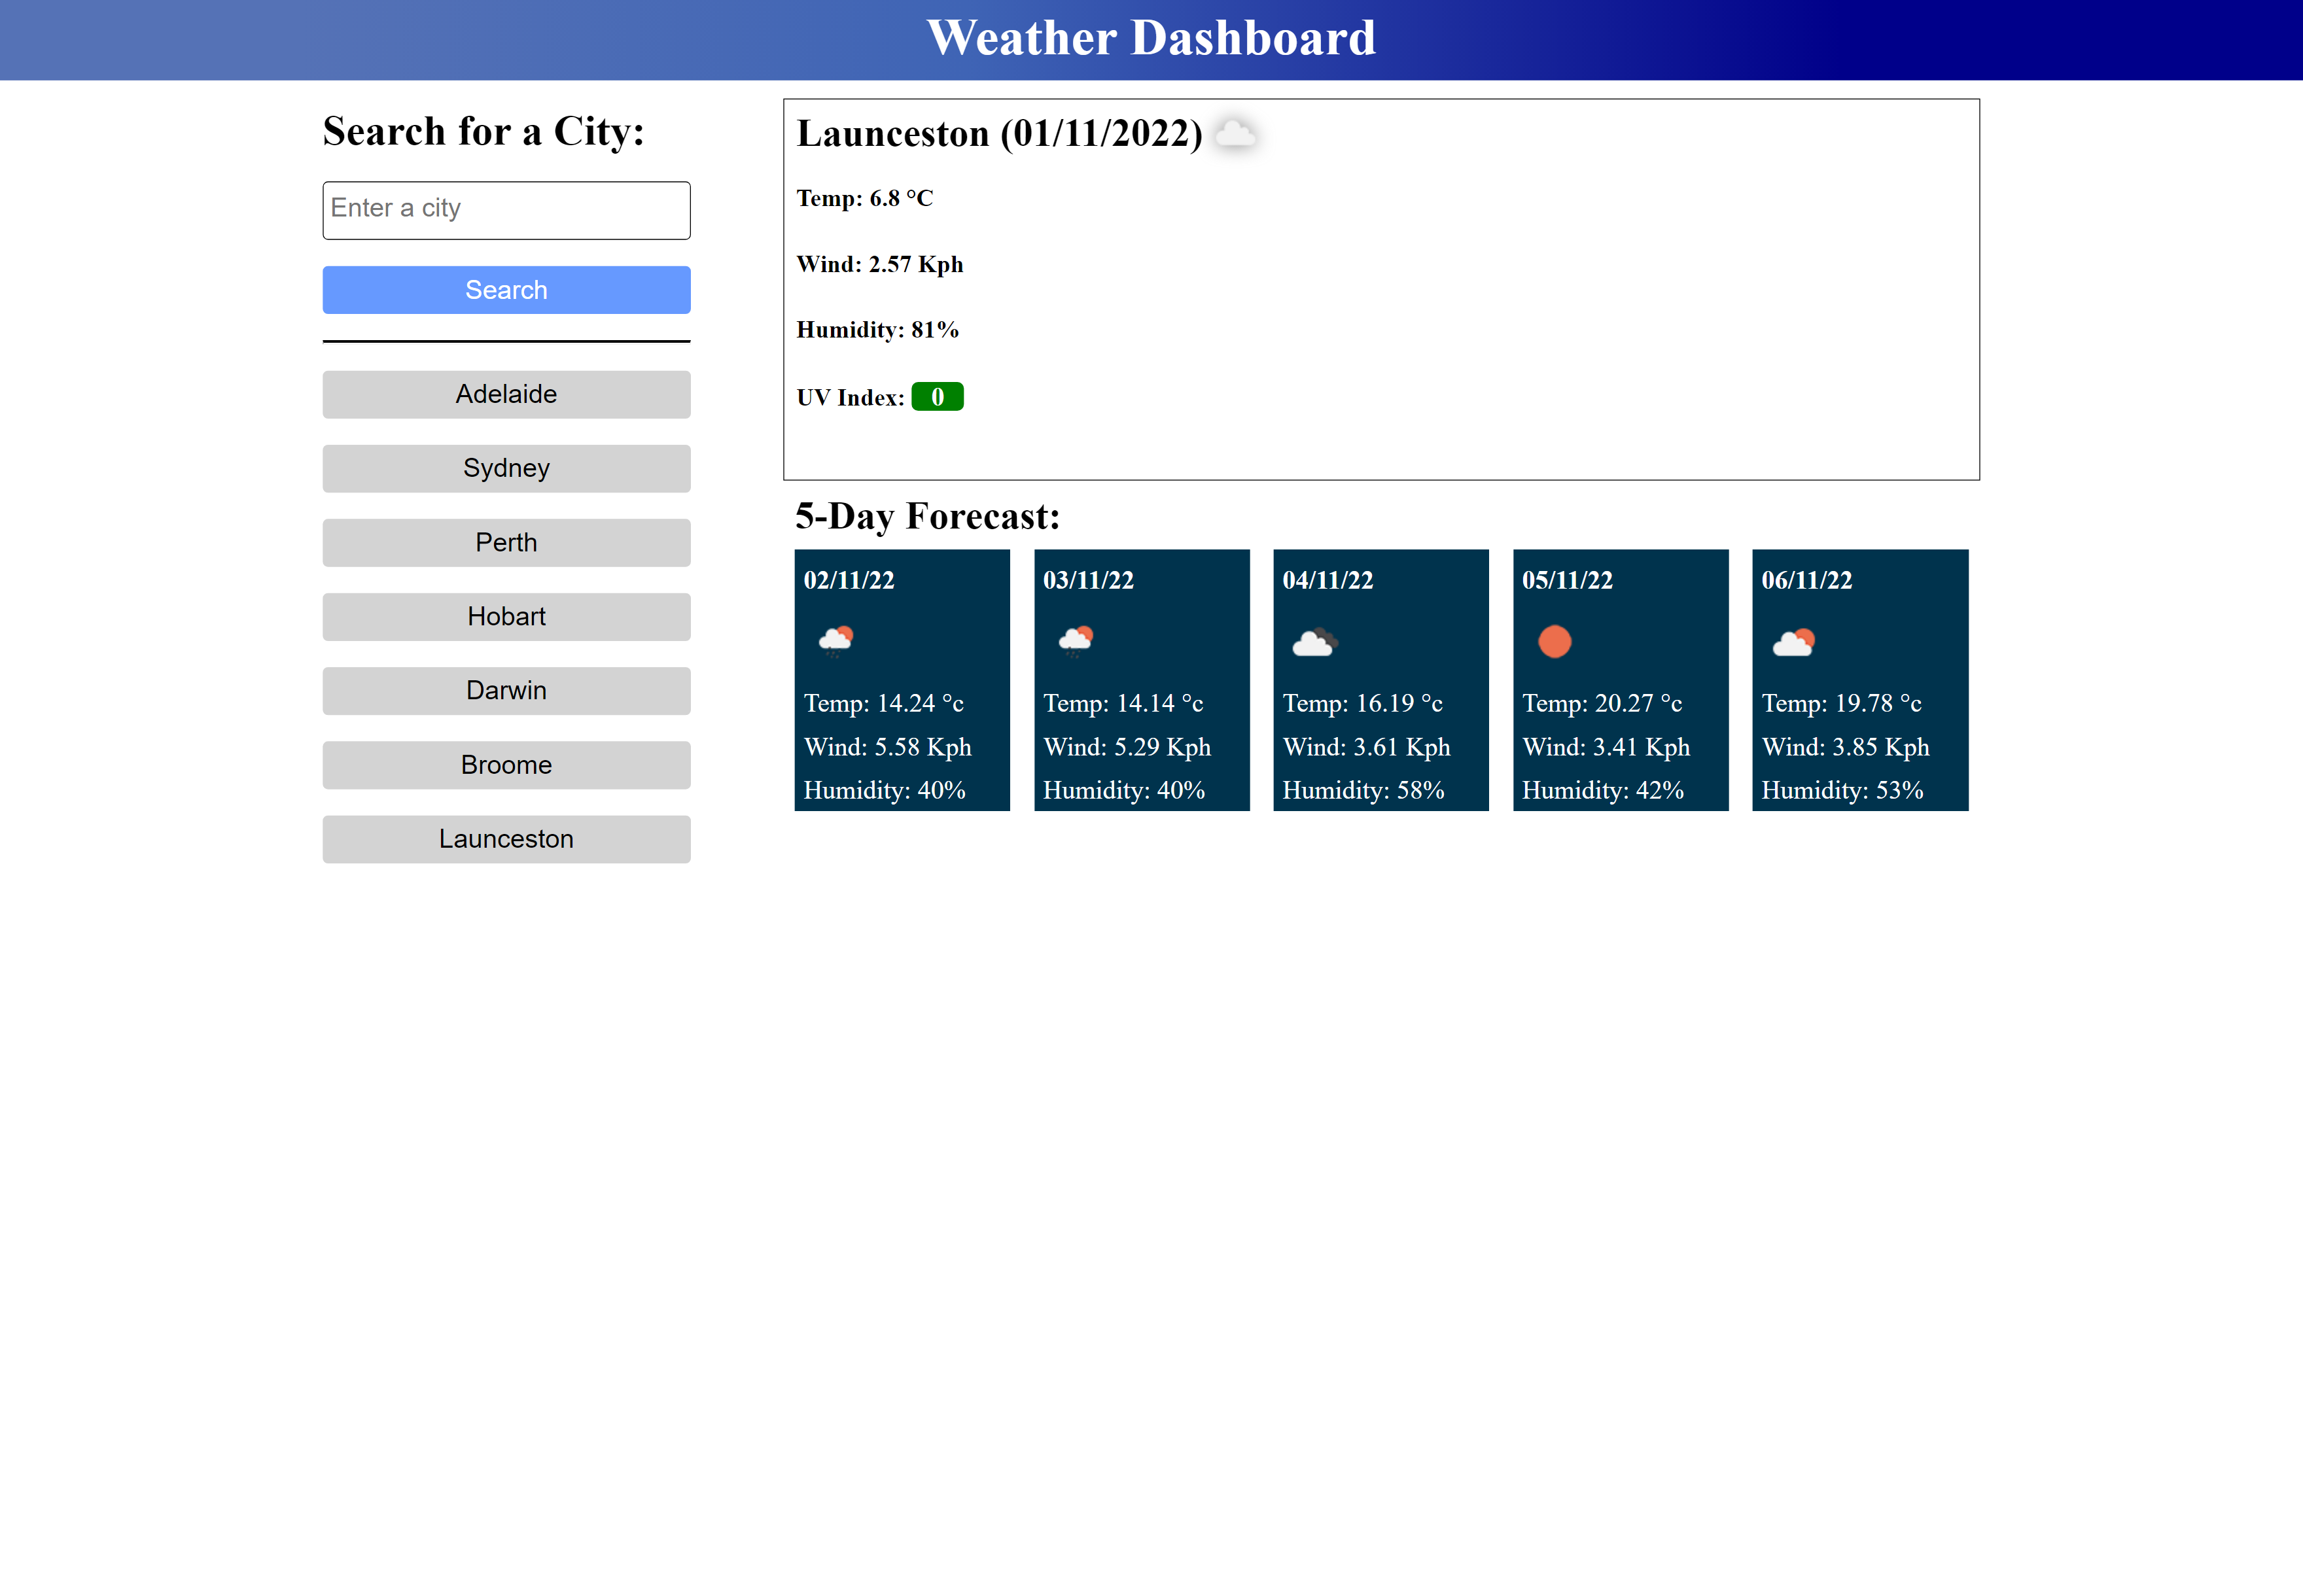 Weather Dashboard
Search for a City:
Enter a city
Search
Adelaide
Sydney
Perth
Hobart
Darwin
Broome
Launceston
Launceston (01/11/2022)
Temp: 6.8 °C
Wind: 2.57 Kph
Humidity: 81%
UV Index: 0
5-Day Forecast:
02/11/22
Temp: 14.24 °c
Wind: 5.58 Kph
Humidity: 40%
03/11/22
Temp: 14.14 °c
Wind: 5.29 Kph
Humidity: 40%
04/11/22
Temp: 16.19 °c
Wind: 3.61 Kph
Humidity: 58%
05/11/22
Temp: 20.27 °c
Wind: 3.41 Kph
Humidity: 42%
06/11/22
Temp: 19.78 °c
Wind: 3.85 Kph
Humidity: 53%